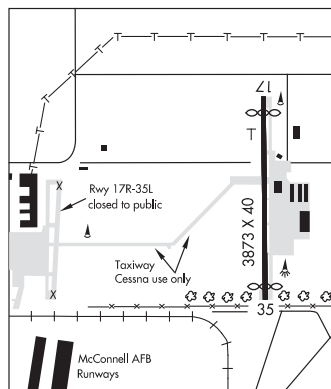 17
T
X
Rwy 17R-35L
closed to public
3873 X 40
Taxiway
Cessna use only
X
35
McConnell AFB
Runways